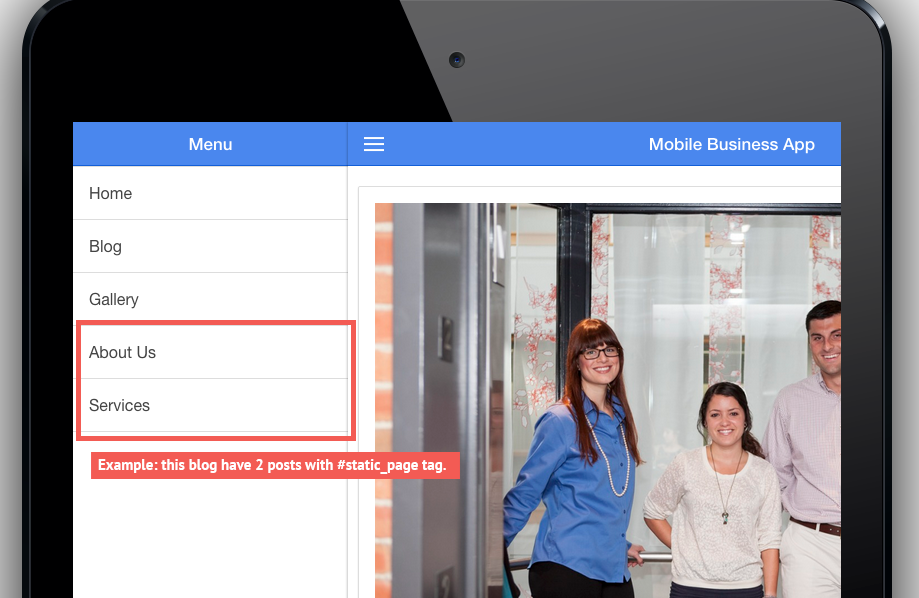 Menu
Mobile Business App
Home
Blog
Gallery
About Us
Services
Example: this blog have 2 posts with #static_page tag.